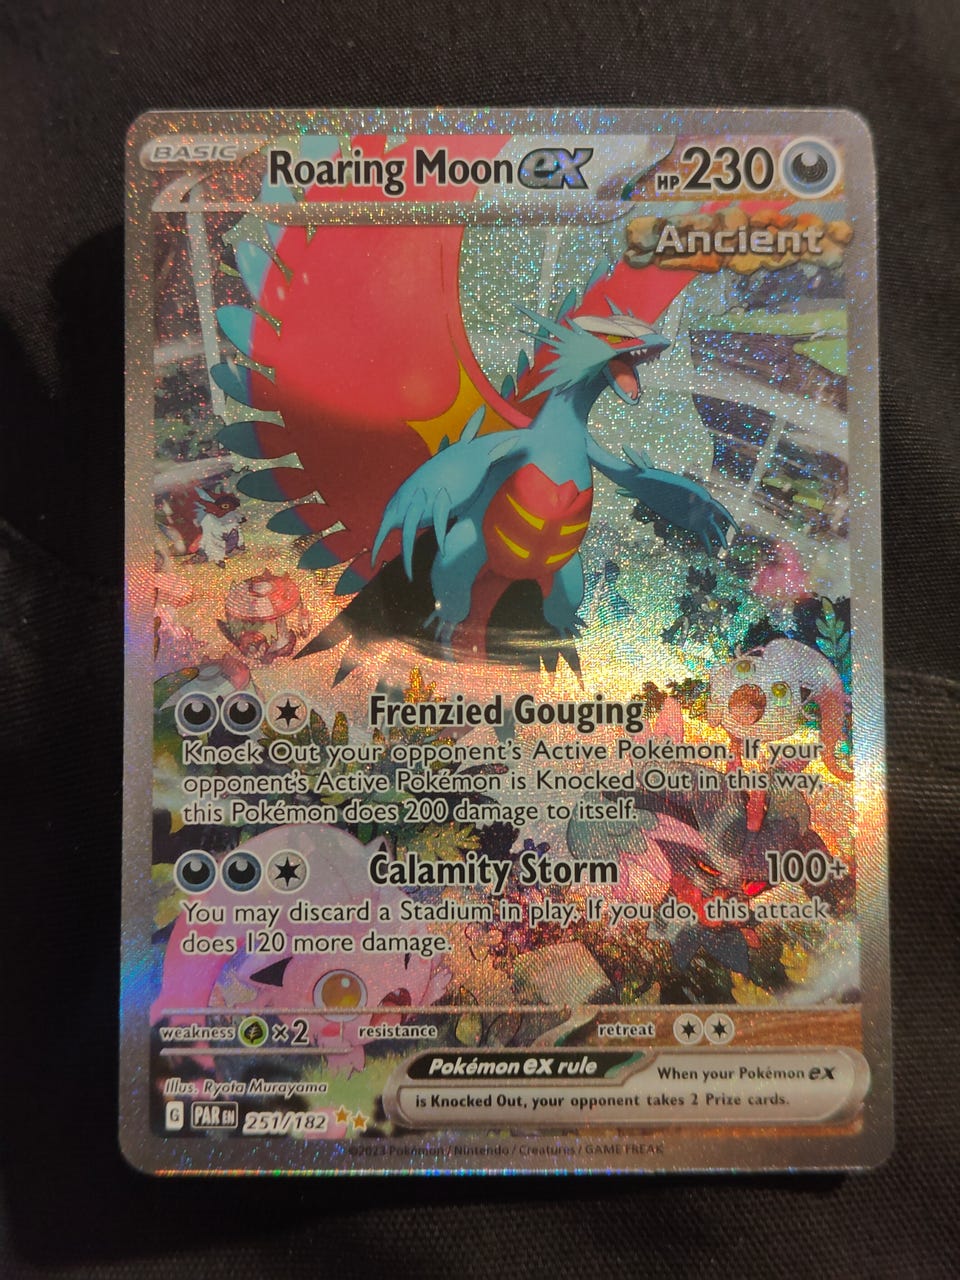 BASIC Roaring Moon ex HP 230
Ancient
Frenzied Gouging
Knock Out your opponent's Active Pokémon. If your
opponent's Active Pokémon is Knocked Out in this way,
this Pokémon does 200 damage to itself.
Calamity Storm 100+
You may discard a Stadium in play. If you do, this attack
does 120 more damage.
weakness ×2 resistance retreat
Pokémon ex rule When your Pokémon ex
is Knocked Out, your opponent takes 2 Prize cards.
Illus. Ryota Murayama
G PAR EN 251/182
©2023 Pokémon / Nintendo / Creatures / GAME FREAK